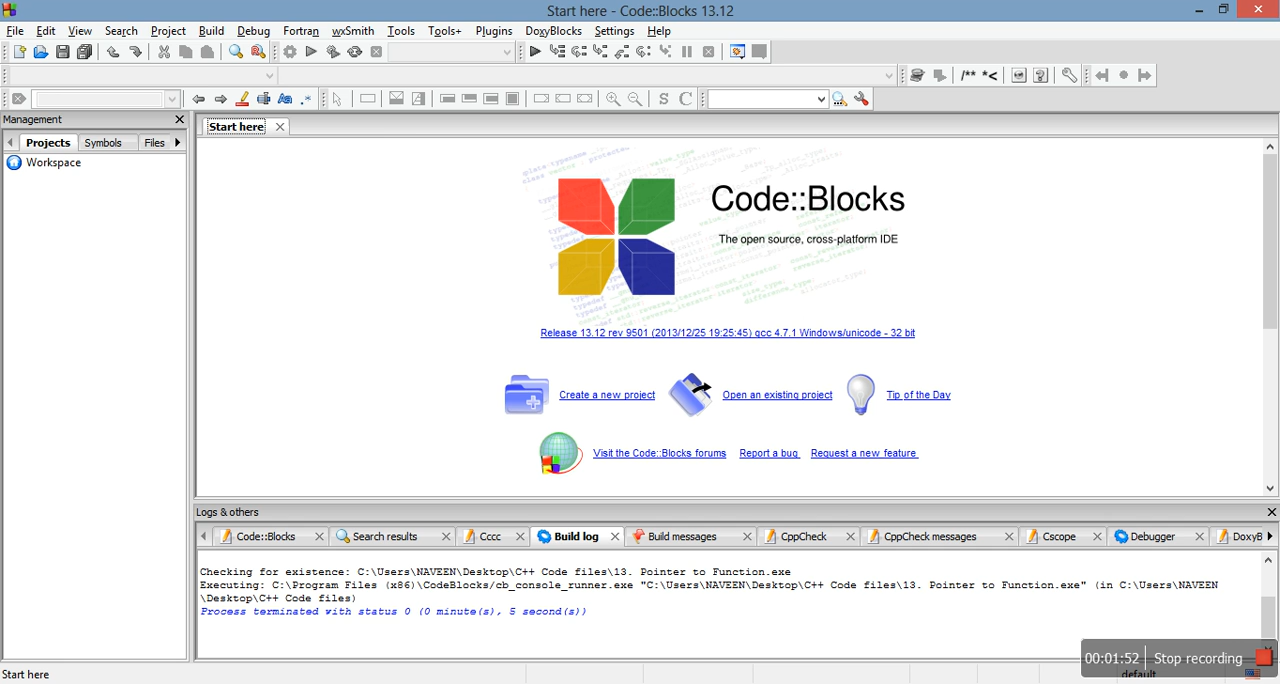 Start here - Code::Blocks 13.12
File Edit View Search Project Build Debug Fortran wxSmith Tools Tools+ Plugins DoxyBlocks Settings Help
/** *<
S C
Management
Projects Symbols Files
Workspace
Start here
Code::Blocks
The open source, cross-platform IDE
Release 13.12 rev 9501 (2013/12/25 19:25:45) gcc 4.7.1 Windows/unicode - 32 bit
Create a new project Open an existing project Tip of the Day
Visit the Code::Blocks forums Report a bug Request a new feature
Logs & others
Code::Blocks Search results Cccc Build log Build messages CppCheck CppCheck messages Cscope Debugger DoxyB
Checking for existence: C:\Users\NAVEEN\Desktop\C++ Code files\13. Pointer to Function.exe
Executing: C:\Program Files (x86)\CodeBlocks/cb_console_runner.exe "C:\Users\NAVEEN\Desktop\C++ Code files\13. Pointer to Function.exe" (in C:\Users\NAVEEN
\Desktop\C++ Code files)
Process terminated with status 0 (0 minute(s), 5 second(s))
00:01:52 Stop recording
Start here default